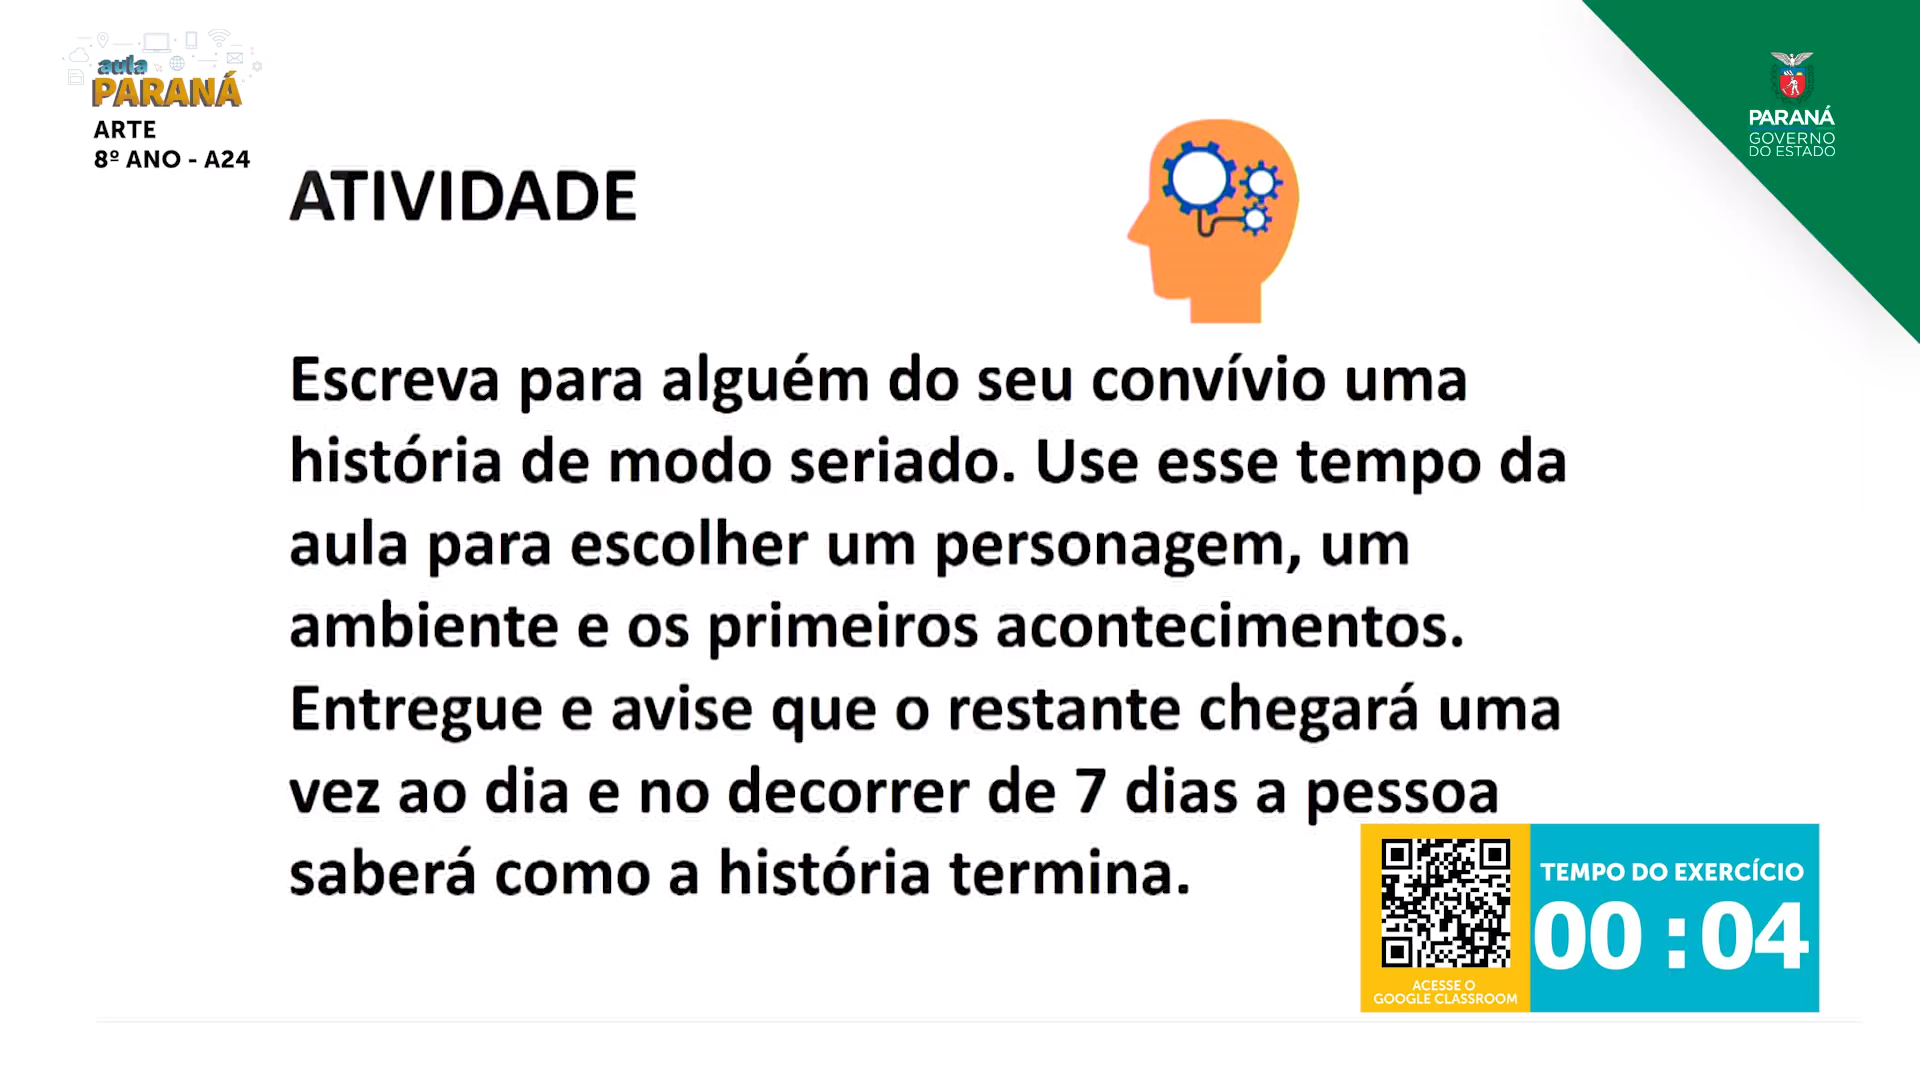 aula
PARANÁ
ARTE
8º ANO - A24
PARANÁ
GOVERNO
DO ESTADO
ATIVIDADE
Escreva para alguém do seu convívio uma
história de modo seriado. Use esse tempo da
aula para escolher um personagem, um
ambiente e os primeiros acontecimentos.
Entregue e avise que o restante chegará uma
vez ao dia e no decorrer de 7 dias a pessoa
saberá como a história termina.
TEMPO DO EXERCÍCIO
00 : 04
ACESSE O
GOOGLE CLASSROOM